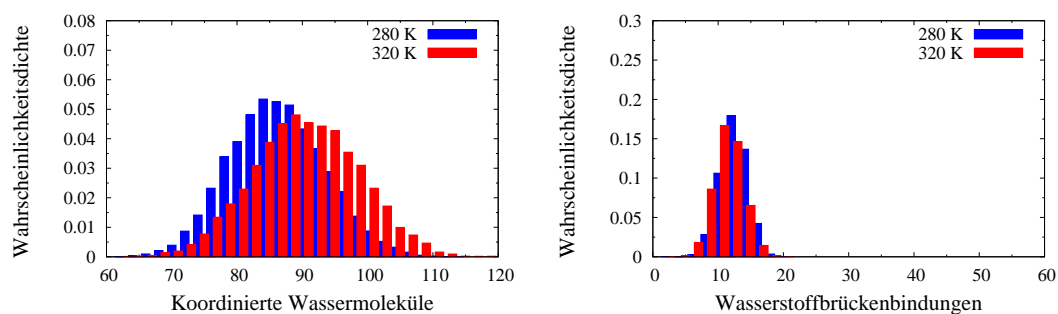 Wahrscheinlichkeitsdichte
0.08
0.07
0.06
0.05
0.04
0.03
0.02
0.01
0
60 70 80 90 100 110 120
Koordinierte Wassermoleküle
280 K
320 K
Wahrscheinlichkeitsdichte
0.3
0.25
0.2
0.15
0.1
0.05
0
0 10 20 30 40 50 60
Wasserstoffbrückenbindungen
280 K
320 K